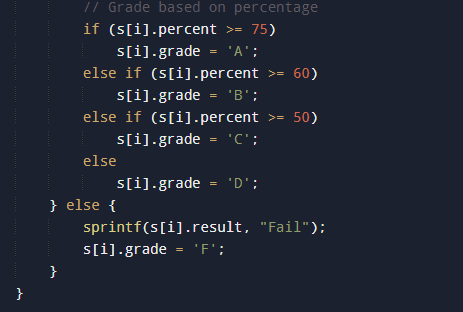 // Grade based on percentage
if (s[i].percent >= 75)
s[i].grade = 'A';
else if (s[i].percent >= 60)
s[i].grade = 'B';
else if (s[i].percent >= 50)
s[i].grade = 'C';
else
s[i].grade = 'D';
} else {
sprintf(s[i].result, "Fail");
s[i].grade = 'F';
}
}